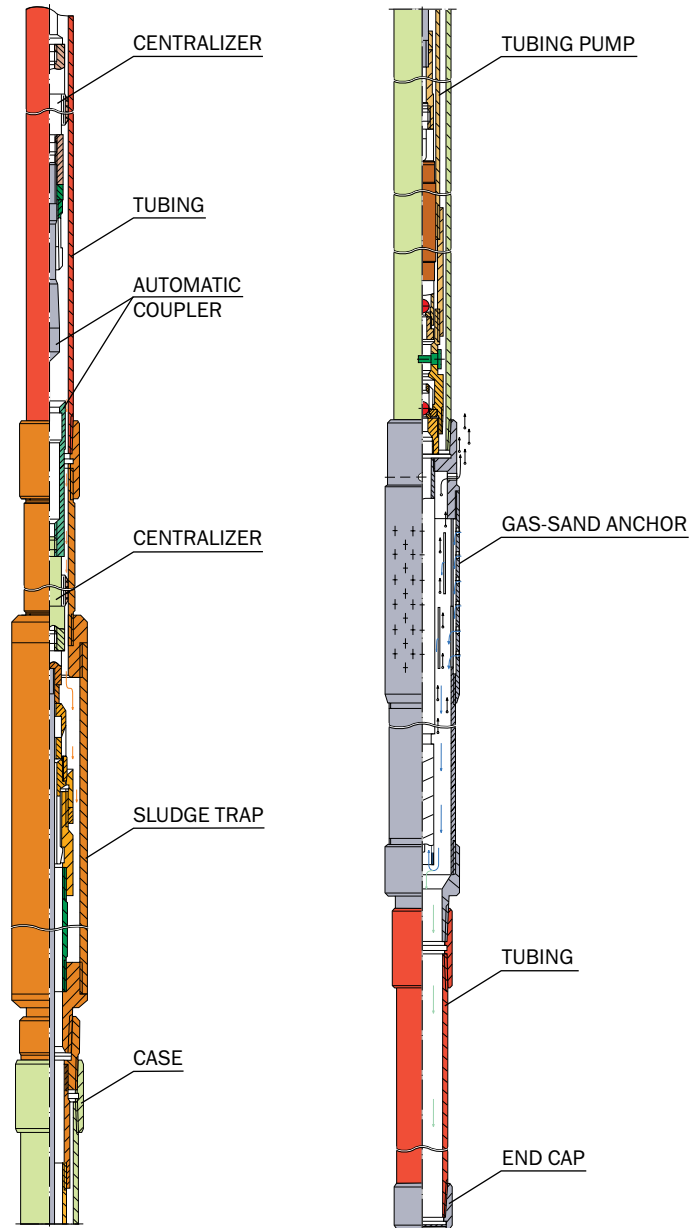 CENTRALIZER
TUBING
AUTOMATIC
COUPLER
CENTRALIZER
SLUDGE TRAP
CASE
TUBING PUMP
GAS-SAND ANCHOR
TUBING
END CAP